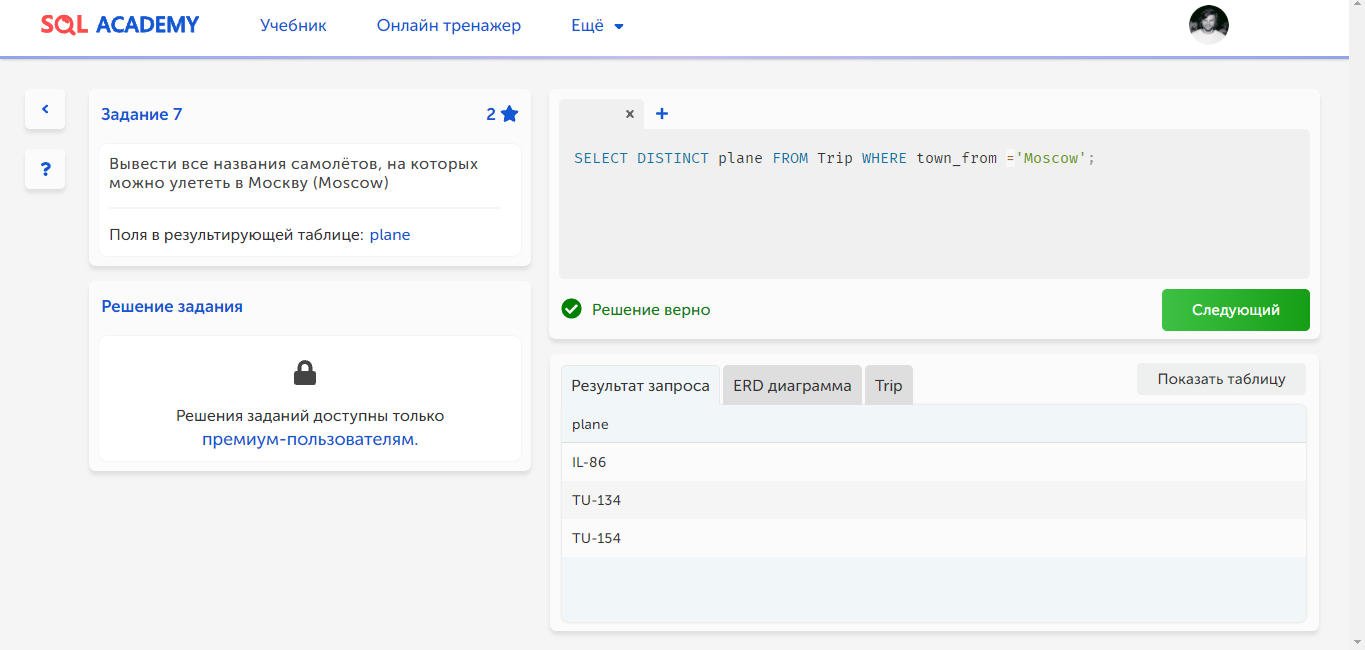 SQL ACADEMY
Учебник
Онлайн тренажер
Ещё
Задание 7
2
Вывести все названия самолётов, на которых
можно улететь в Москву (Moscow)
Поля в результирующей таблице: plane
?
Решение задания
Решения заданий доступны только
премиум-пользователям.
x
+
SELECT DISTINCT plane FROM Trip WHERE town_from ='Moscow';
Решение верно
Следующий
Результат запроса
ERD диаграмма
Trip
Показать таблицу
plane
IL-86
TU-134
TU-154